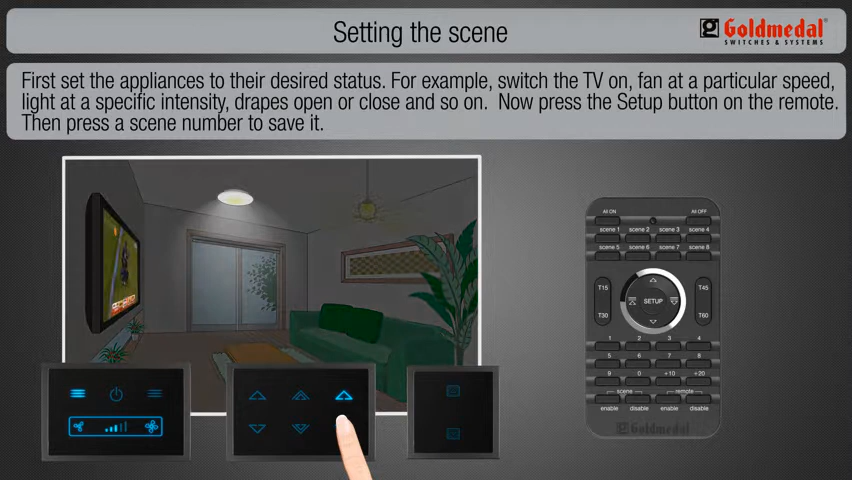 Setting the scene
Goldmedal
SWITCHES & SYSTEMS
First set the appliances to their desired status. For example, switch the TV on, fan at a particular speed,
light at a specific intensity, drapes open or close and so on. Now press the Setup button on the remote.
Then press a scene number to save it.
All ON All OFF
scene 1 scene 2 scene 3 scene 4
scene 5 scene 6 scene 7 scene 8
T15 T45
SETUP
T30 T60
1 2 3 4
5 6 7 8
9 0 +10 +20
scene remote
enable disable enable disable
Goldmedal